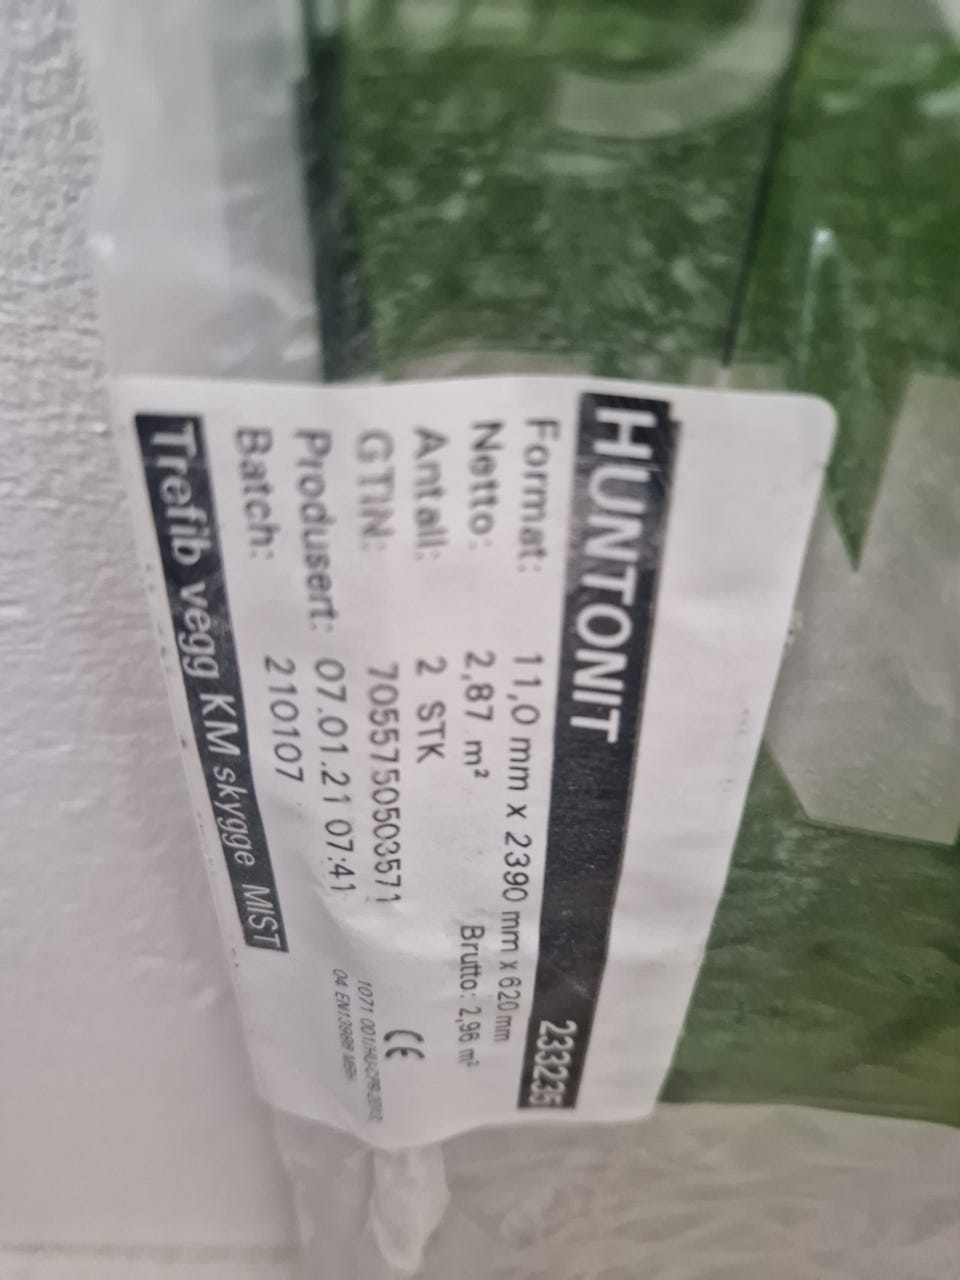 HUNTONIT 233235
Format: 11,0 mm x 2390 mm x 620 mm
Netto: 2,87 m² Brutto: 2,96 m²
Antall: 2 STK
GTIN: 7055750503571 CE
Produsert: 07.01.21 07:41
Batch: 210107
Trefib vegg KM skygge MIST